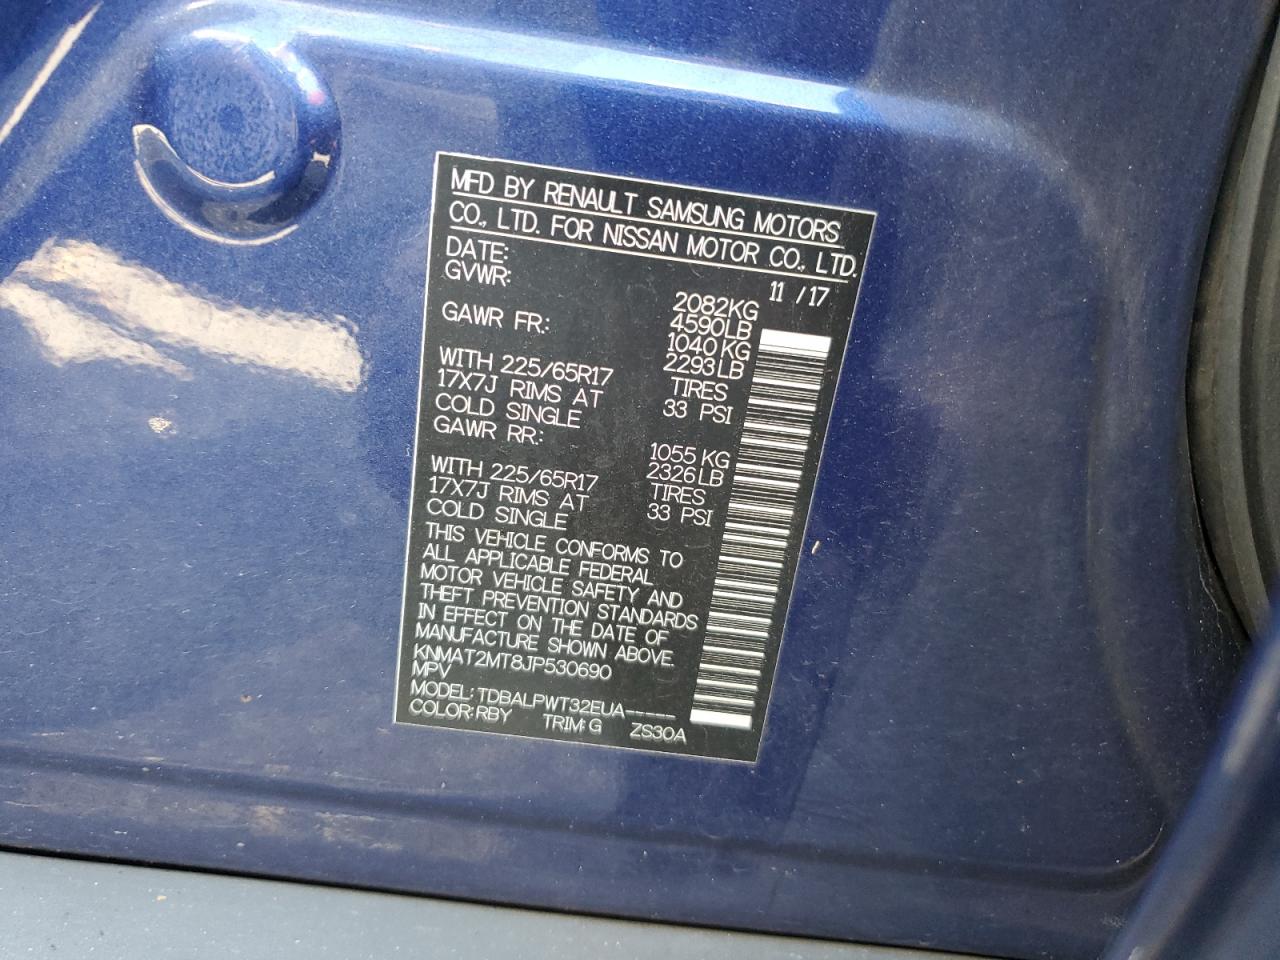 MFD BY RENAULT SAMSUNG MOTORS
CO., LTD. FOR NISSAN MOTOR CO., LTD.
DATE: 11 /17
GVWR: 2082KG
4590LB
GAWR FR: 1040KG
2293LB
WITH 225/65R17 TIRES
17X7J RIMS AT 33 PSI
COLD SINGLE
GAWR RR: 1055KG
2326LB
WITH 225/65R17 TIRES
17X7J RIMS AT 33 PSI
COLD SINGLE
THIS VEHICLE CONFORMS TO
ALL APPLICABLE FEDERAL
MOTOR VEHICLE SAFETY AND
THEFT PREVENTION STANDARDS
IN EFFECT ON THE DATE OF
MANUFACTURE SHOWN ABOVE.
KNMAT2MT8JP530690
MPV
MODEL:TDBALPWT32EUA-----
COLOR:RBY TRIM:G ZS30A